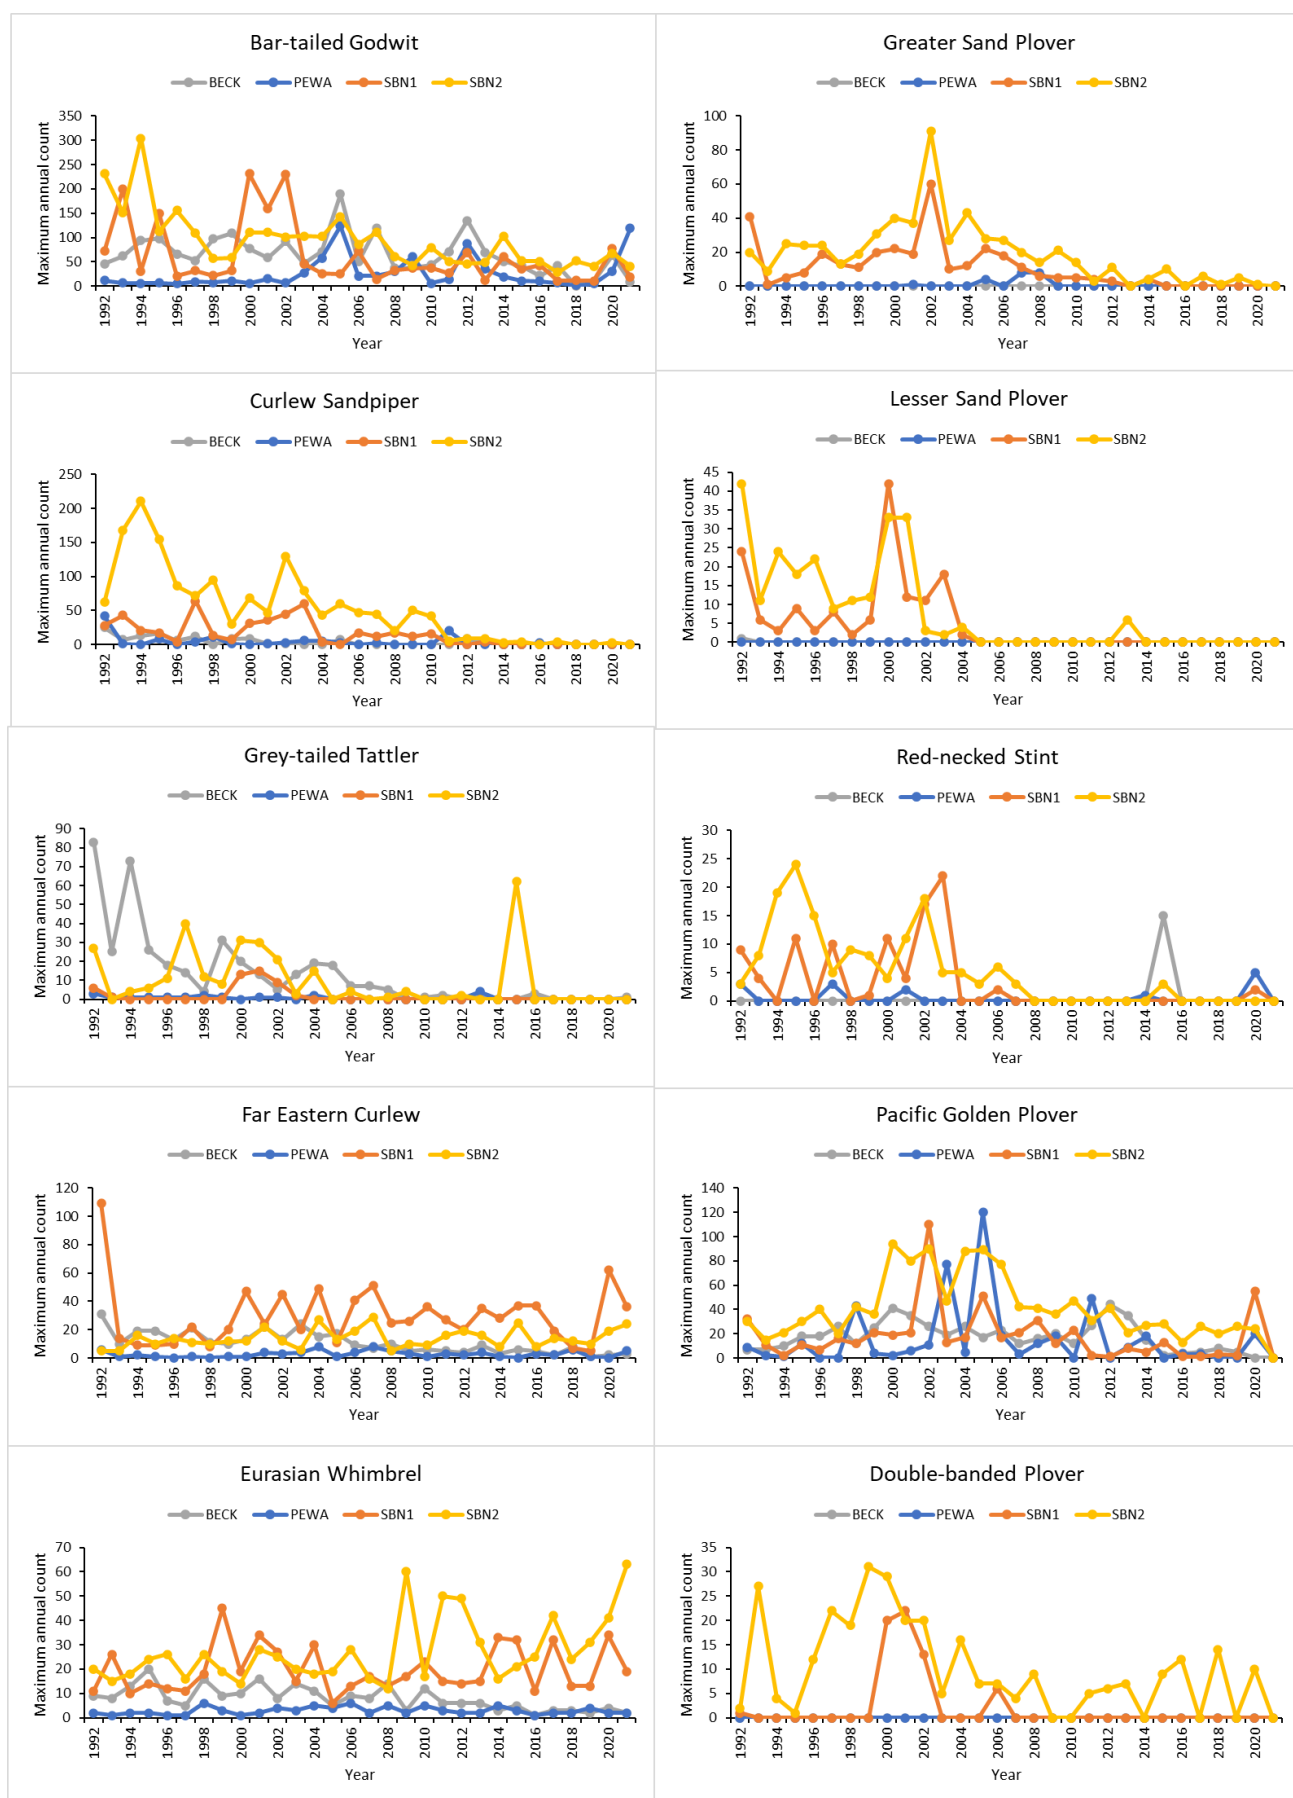 Bar-tailed Godwit
BECK PEWA SBN1 SBN2
Maximum annual count
350
300
250
200
150
100
50
0
1992 1994 1996 1998 2000 2002 2004 2006 2008 2010 2012 2014 2016 2018 2020
Year
Greater Sand Plover
BECK PEWA SBN1 SBN2
Maximum annual count
100
80
60
40
20
0
1992 1994 1996 1998 2000 2002 2004 2006 2008 2010 2012 2014 2016 2018 2020
Year
Curlew Sandpiper
BECK PEWA SBN1 SBN2
Maximum annual count
250
200
150
100
50
0
1992 1994 1996 1998 2000 2002 2004 2006 2008 2010 2012 2014 2016 2018 2020
Year
Lesser Sand Plover
BECK PEWA SBN1 SBN2
Maximum annual count
45
40
35
30
25
20
15
10
5
0
1992 1994 1996 1998 2000 2002 2004 2006 2008 2010 2012 2014 2016 2018 2020
Year
Grey-tailed Tattler
BECK PEWA SBN1 SBN2
Maximum annual count
90
80
70
60
50
40
30
20
10
0
1992 1994 1996 1998 2000 2002 2004 2006 2008 2010 2012 2014 2016 2018 2020
Year
Red-necked Stint
BECK PEWA SBN1 SBN2
Maximum annual count
30
25
20
15
10
5
0
1992 1994 1996 1998 2000 2002 2004 2006 2008 2010 2012 2014 2016 2018 2020
Year
Far Eastern Curlew
BECK PEWA SBN1 SBN2
Maximum annual count
120
100
80
60
40
20
0
1992 1994 1996 1998 2000 2002 2004 2006 2008 2010 2012 2014 2016 2018 2020
Year
Pacific Golden Plover
BECK PEWA SBN1 SBN2
Maximum annual count
140
120
100
80
60
40
20
0
1992 1994 1996 1998 2000 2002 2004 2006 2008 2010 2012 2014 2016 2018 2020
Year
Eurasian Whimbrel
BECK PEWA SBN1 SBN2
Maximum annual count
70
60
50
40
30
20
10
0
1992 1994 1996 1998 2000 2002 2004 2006 2008 2010 2012 2014 2016 2018 2020
Year
Double-banded Plover
BECK PEWA SBN1 SBN2
Maximum annual count
35
30
25
20
15
10
5
0
1992 1994 1996 1998 2000 2002 2004 2006 2008 2010 2012 2014 2016 2018 2020
Year